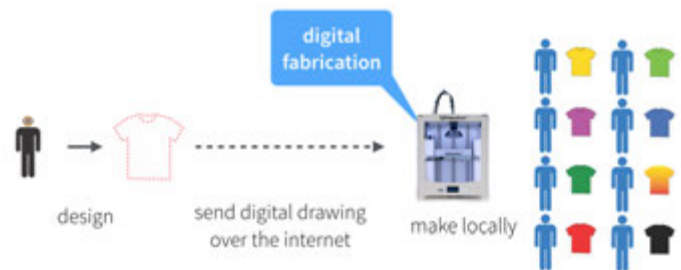 digital
fabrication
design
send digital drawing
over the internet
make locally